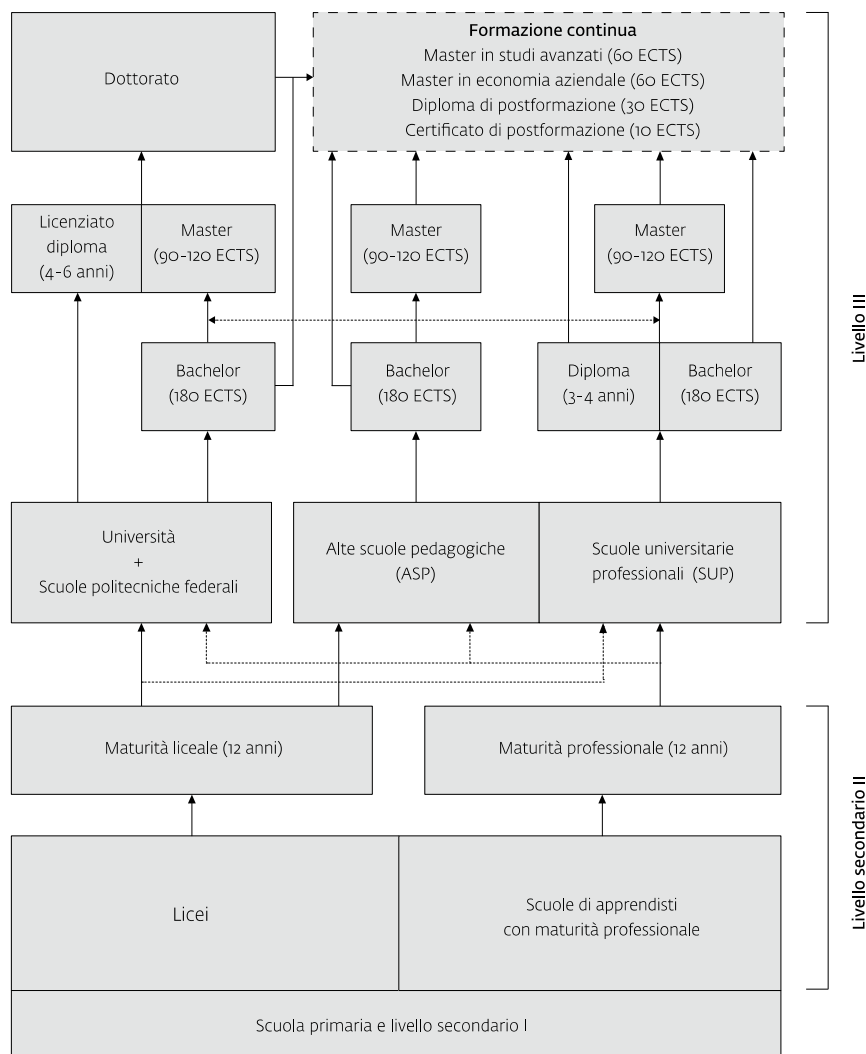 Dottorato
Formazione continua
Master in studi avanzati (60 ECTS)
Master in economia aziendale (60 ECTS)
Diploma di postformazione (30 ECTS)
Certificato di postformazione (10 ECTS)
Licenziato
diploma
(4-6 anni)
Master
(90-120 ECTS)
Master
(90-120 ECTS)
Master
(90-120 ECTS)
Bachelor
(180 ECTS)
Bachelor
(180 ECTS)
Diploma
(3-4 anni)
Bachelor
(180 ECTS)
Livello III
Università
+
Scuole politecniche federali
Alte scuole pedagogiche
(ASP)
Scuole universitarie
professionali (SUP)
Maturità liceale (12 anni)
Maturità professionale (12 anni)
Livello secondario II
Licei
Scuole di apprendisti
con maturità professionale
Scuola primaria e livello secondario I